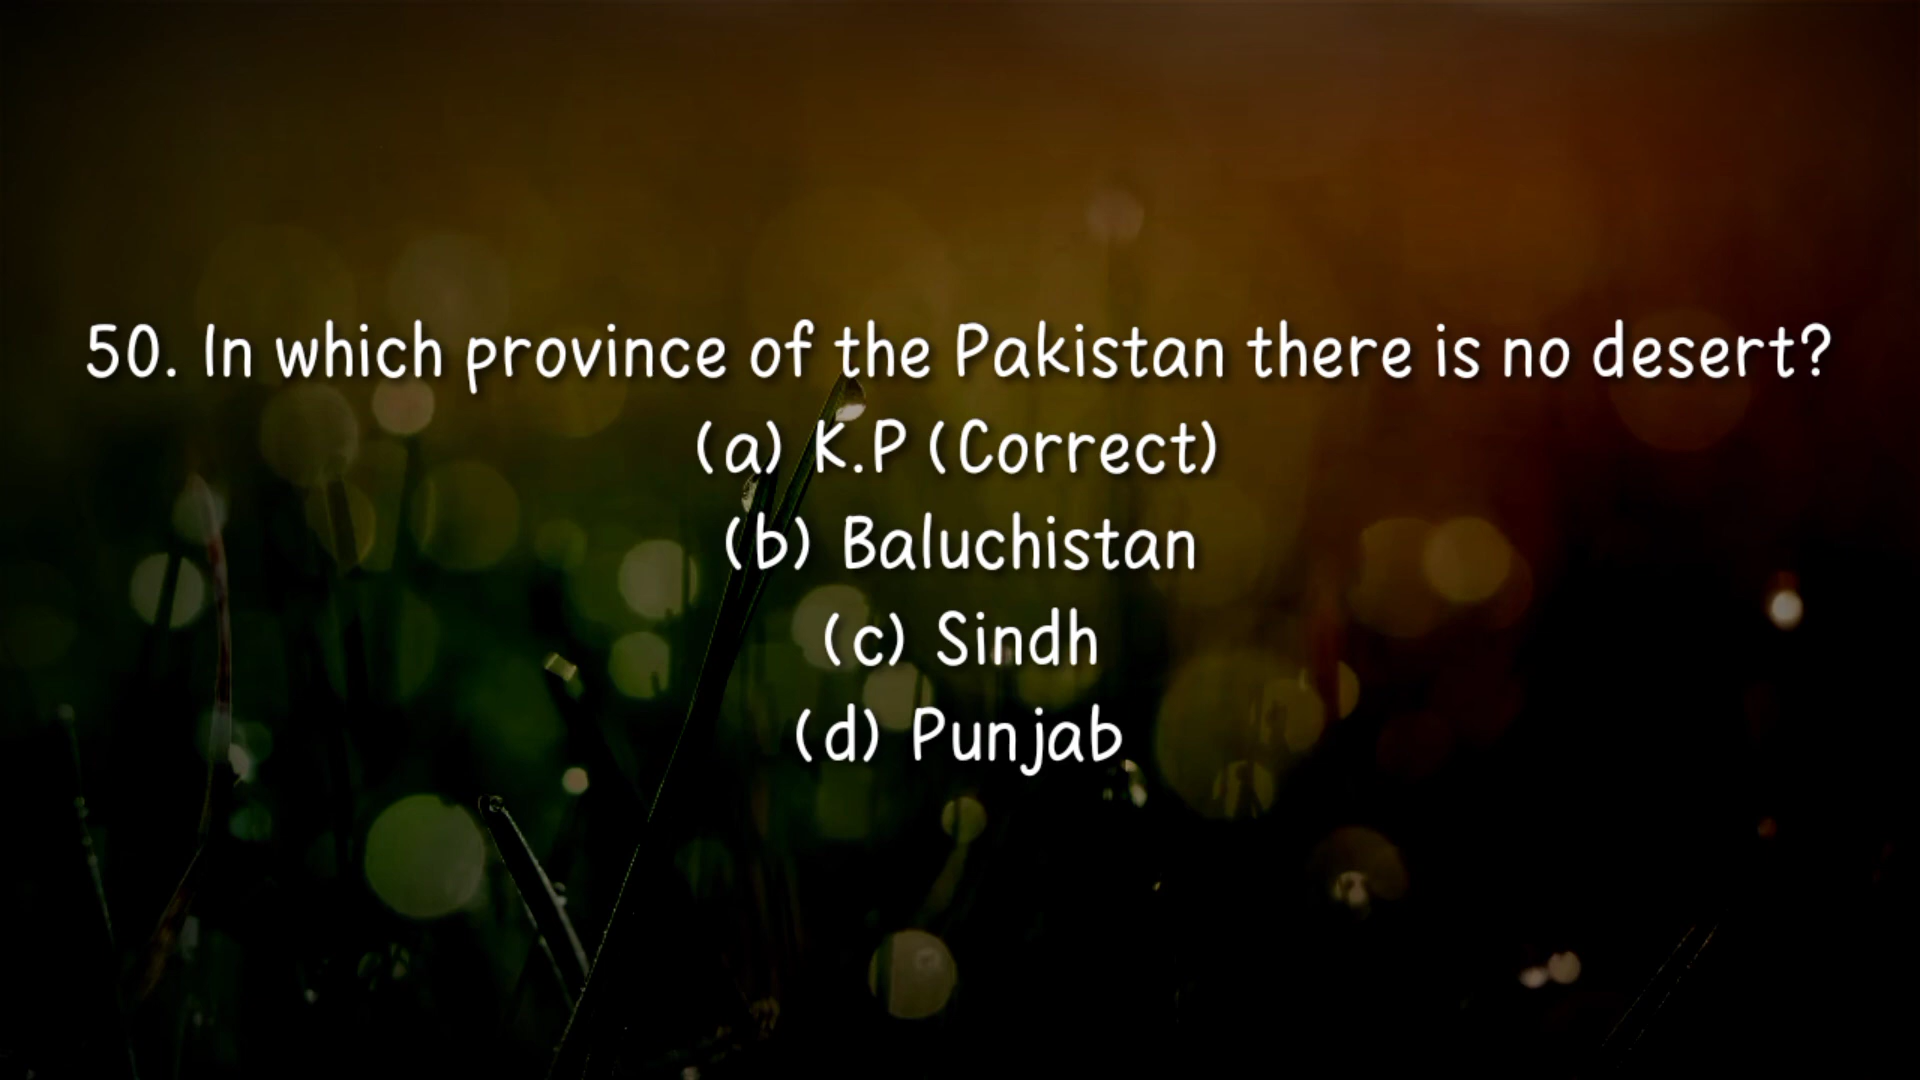 50. In which province of the Pakistan there is no desert?
(a) K.P (Correct)
(b) Baluchistan
(c) Sindh
(d) Punjab